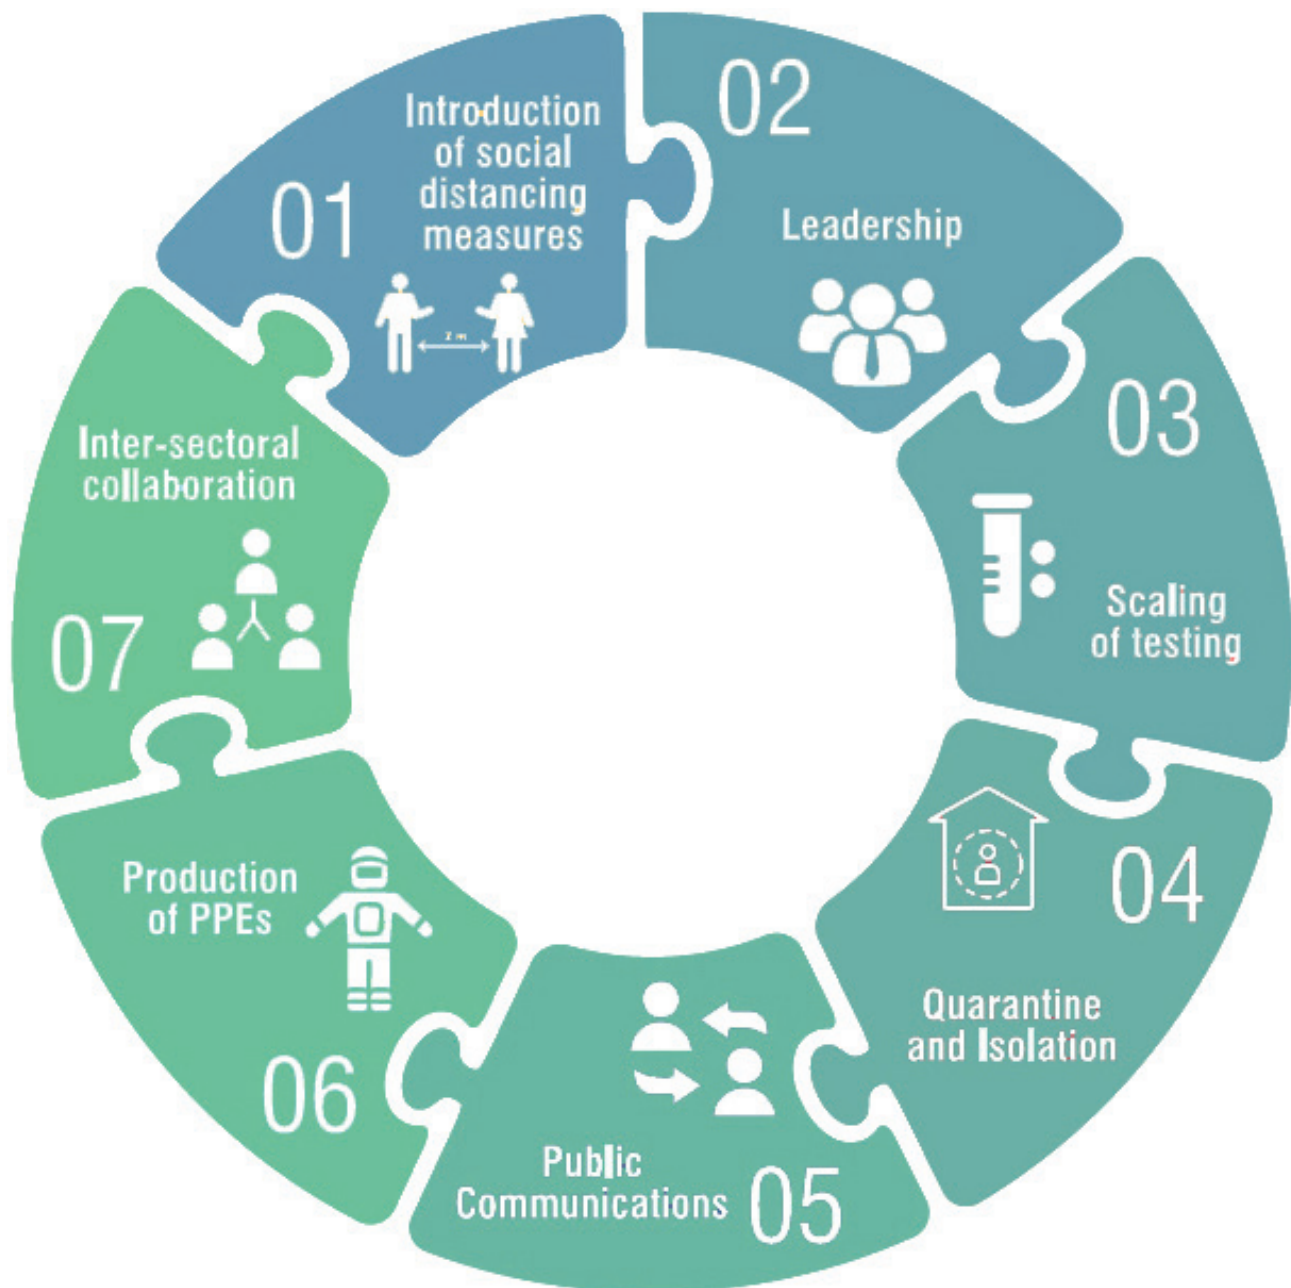 01
Introduction
of social
distancing
measures
2 m
02
Leadership
03
Scaling
of testing
04
Quarantine
and Isolation
05
Public
Communications
06
Production
of PPEs
07
Inter-sectoral
collaboration